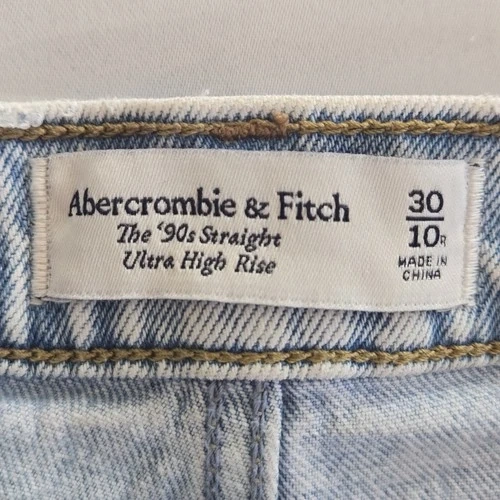 Abercrombie & Fitch
The '90s Straight
Ultra High Rise
30
10R
MADE IN
CHINA